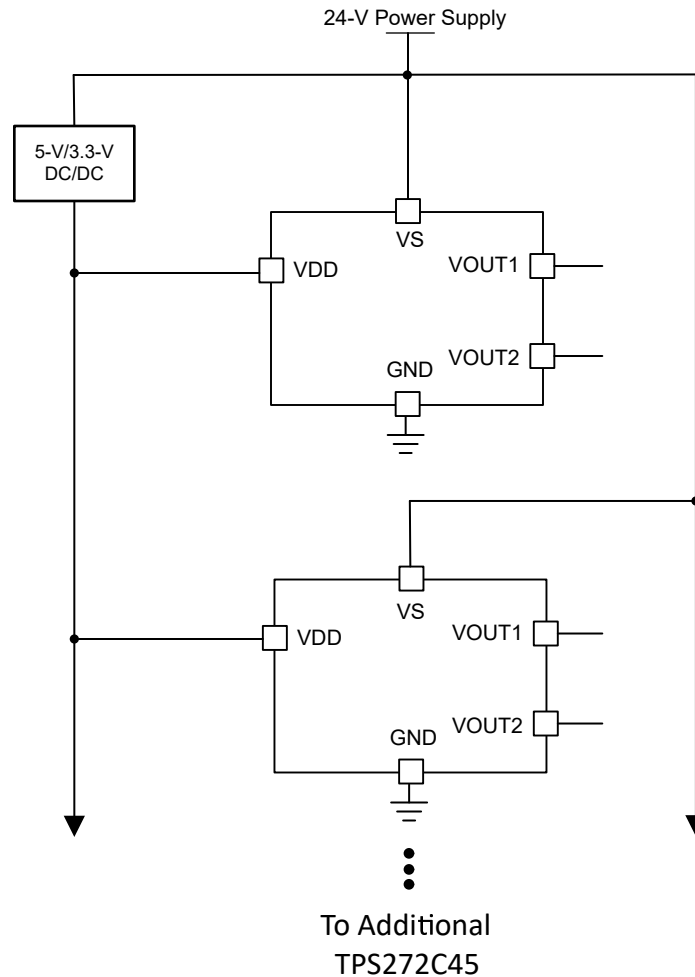 24-V Power Supply
5-V/3.3-V
DC/DC
VS
VDD
VOUT1
VOUT2
GND
VS
VDD
VOUT1
VOUT2
GND
To Additional
TPS272C45